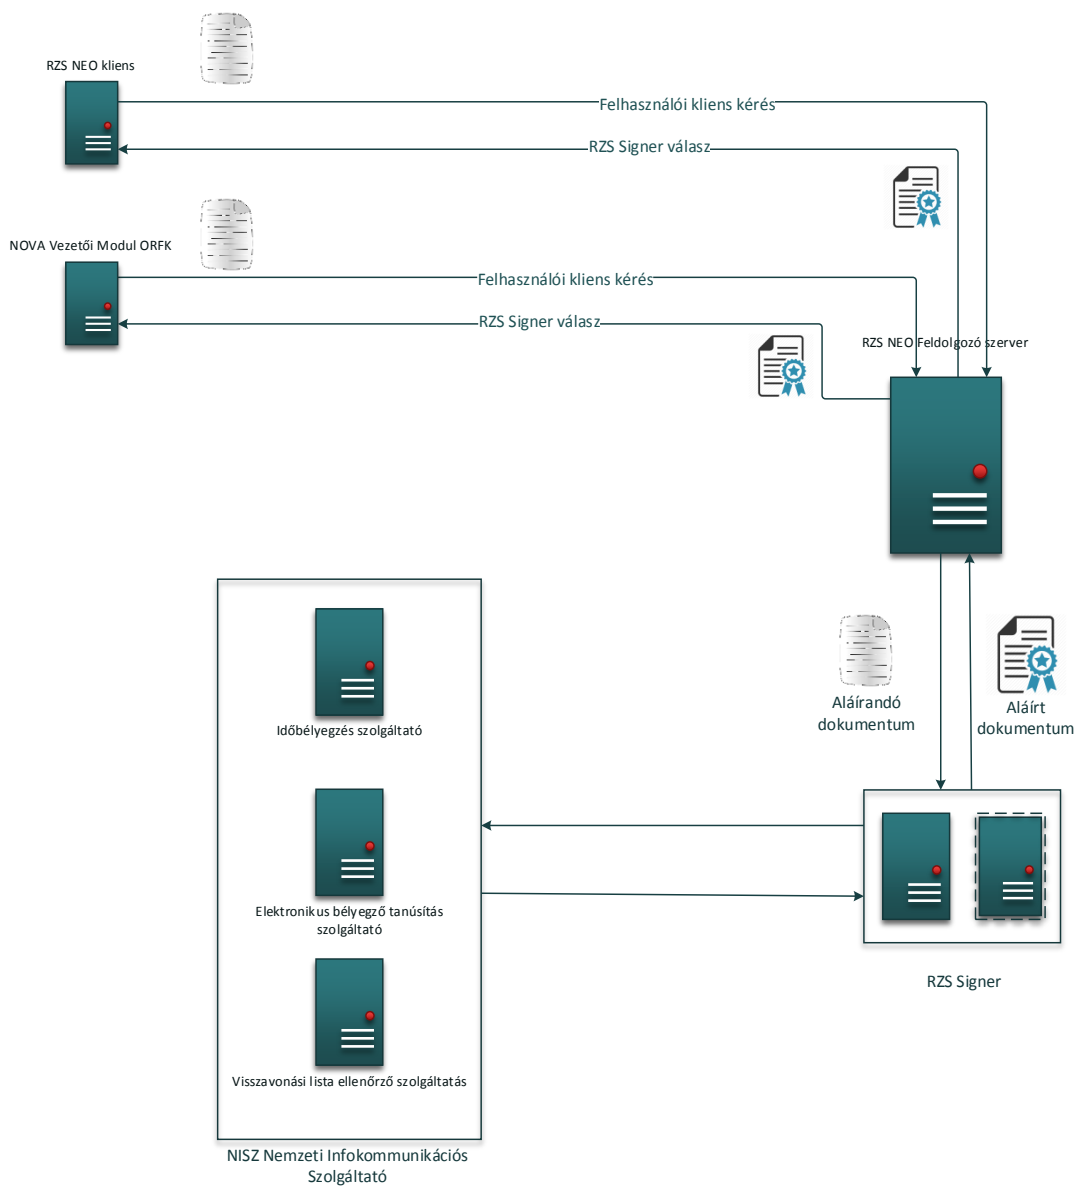 RZS NEO kliens
Felhasználói kliens kérés
RZS Signer válasz
NOVA Vezetői Modul ORFK
Felhasználói kliens kérés
RZS Signer válasz
RZS NEO Feldolgozó szerver
Aláírandó
dokumentum
Aláírt
dokumentum
Időbélyegzés szolgáltató
Elektronikus bélyegző tanúsítás
szolgáltató
Visszavonási lista ellenőrző szolgáltatás
RZS Signer
NISZ Nemzeti Infokommunikációs
Szolgáltató